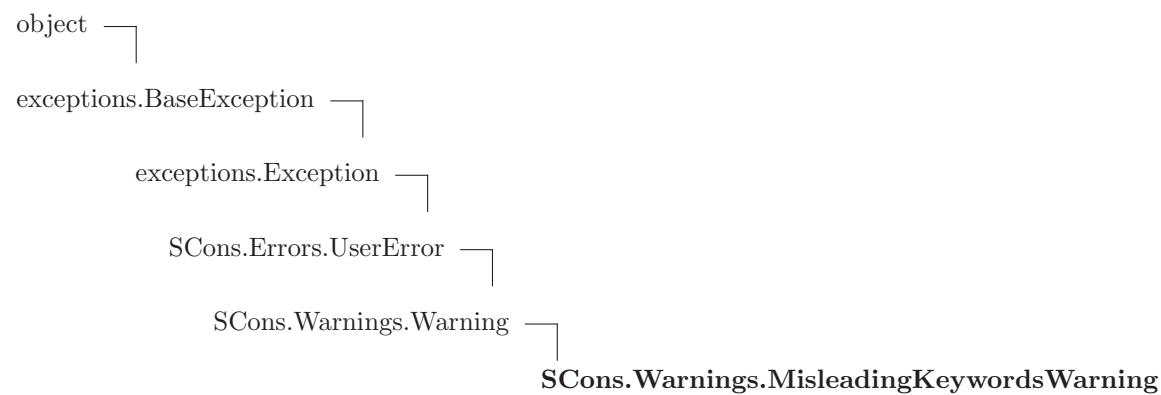 object
exceptions.BaseException
exceptions.Exception
SCons.Errors.UserError
SCons.Warnings.Warning
SCons.Warnings.MisleadingKeywordsWarning